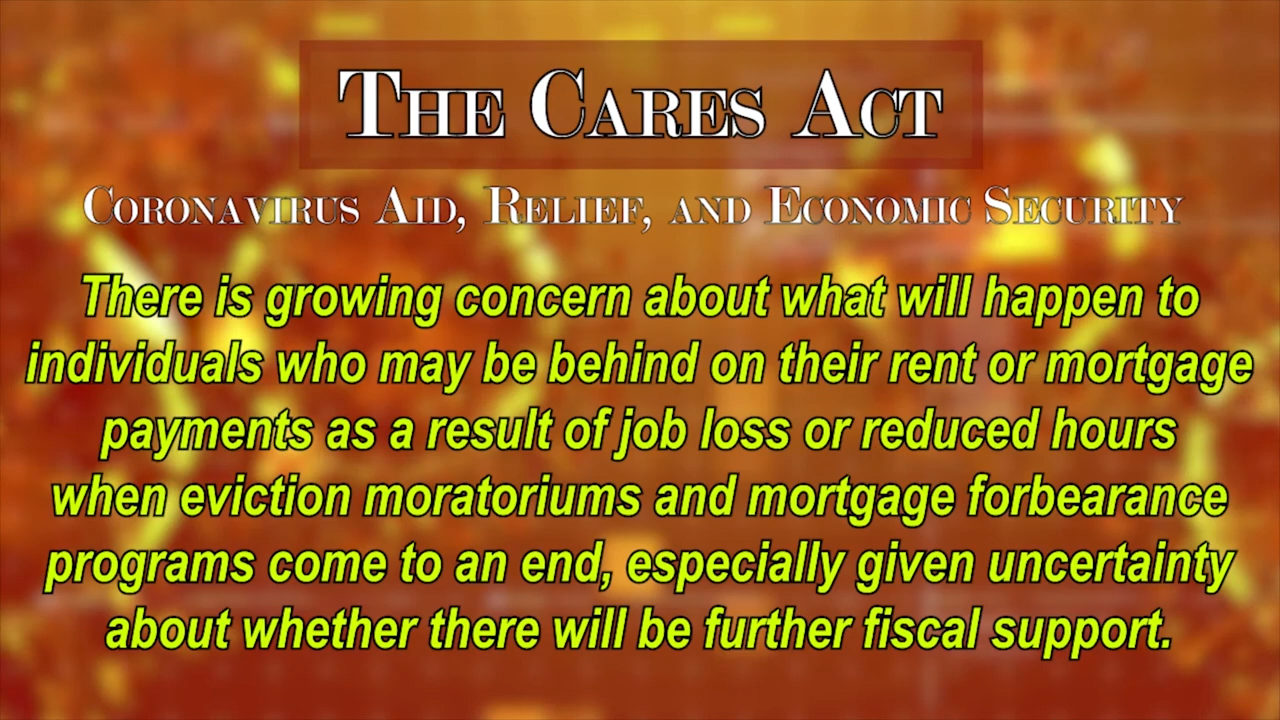 The Cares Act
Coronavirus Aid, Relief, and Economic Security
There is growing concern about what will happen to
individuals who may be behind on their rent or mortgage
payments as a result of job loss or reduced hours
when eviction moratoriums and mortgage forbearance
programs come to an end, especially given uncertainty
about whether there will be further fiscal support.